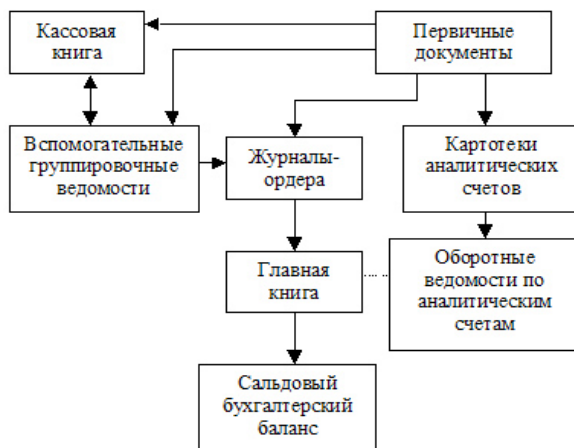 Кассовая
книга
Первичные
документы
Вспомогательные
группировочные
ведомости
Журналы-
ордера
Картотеки
аналитических
счетов
Главная
книга
Оборотные
ведомости по
аналитическим
счетам
Сальдовый
бухгалтерский
баланс